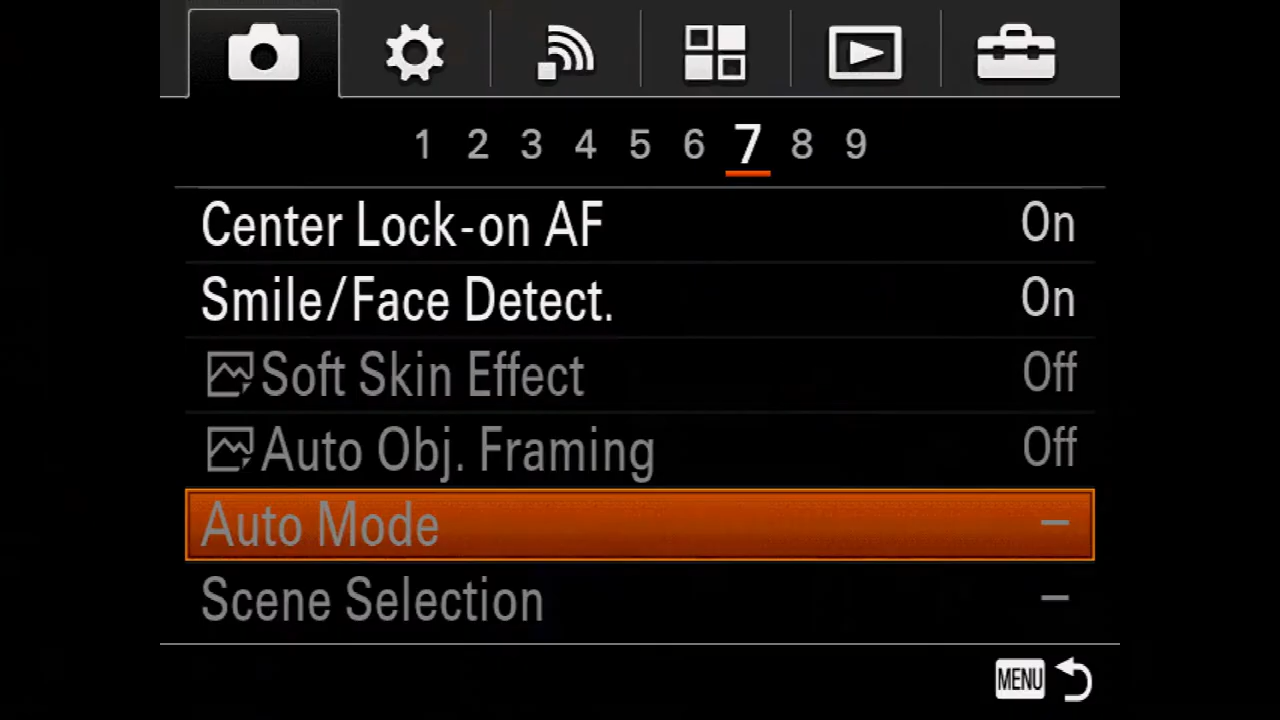 1 2 3 4 5 6 7 8 9
Center Lock-on AF On
Smile/Face Detect. On
Soft Skin Effect Off
Auto Obj. Framing Off
Auto Mode –
Scene Selection –
MENU